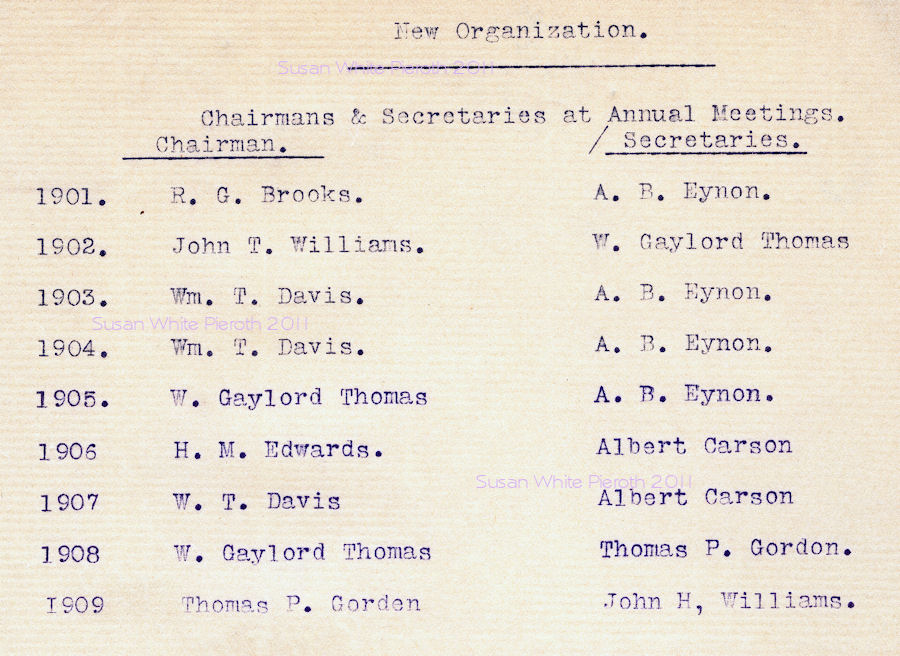 New Organization.
Susan White Pieroth 2011
Chairmans & Secretaries at Annual Meetings.
Chairman. / Secretaries.
1901. R. G. Brooks. A. B. Eynon.
1902. John T. Williams. W. Gaylord Thomas
1903. Wm. T. Davis. A. B. Eynon.
Susan White Pieroth 2011
1904. Wm. T. Davis. A. B. Eynon.
1905. W. Gaylord Thomas A. B. Eynon.
1906 H. M. Edwards. Albert Carson
Susan White Pieroth 2011
1907 W. T. Davis Albert Carson
1908 W. Gaylord Thomas Thomas P. Gordon.
1909 Thomas P. Gorden John H, Williams.